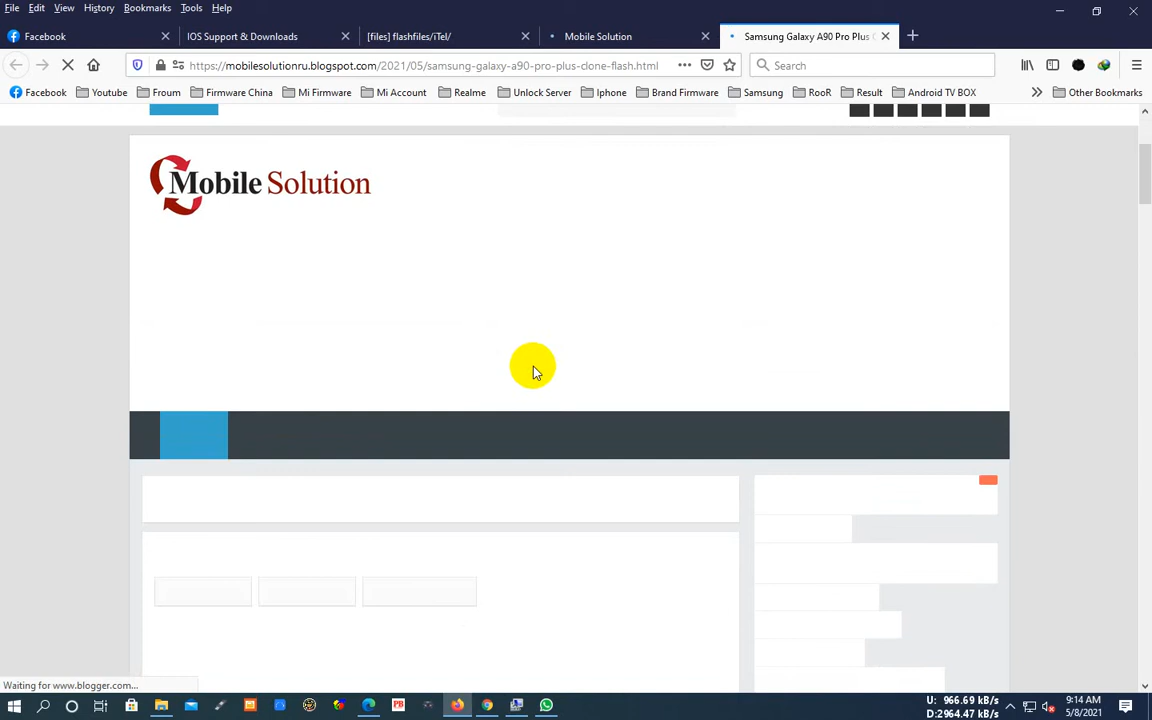 File Edit View History Bookmarks Tools Help
Facebook
IOS Support & Downloads
[files] flashfiles/iTel/
Mobile Solution
Samsung Galaxy A90 Pro Plus C
https://mobilesolutionru.blogspot.com/2021/05/samsung-galaxy-a90-pro-plus-clone-flash.html
Search
Facebook Youtube Froum Firmware China Mi Firmware Mi Account Realme Unlock Server Iphone Brand Firmware Samsung RooR Result Android TV BOX Other Bookmarks
Mobile Solution
Waiting for www.blogger.com...
PB
U: 966.69 kB/s
D:2964.47 kB/s
9:14 AM
5/8/2021